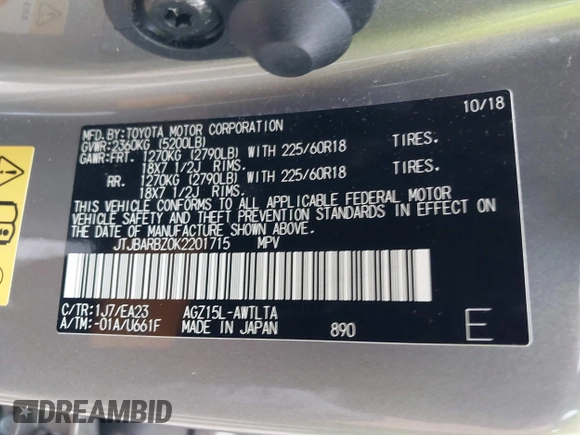 10/18
MFD.BY:TOYOTA MOTOR CORPORATION
GVWR:2360KG (5200LB)
GAWR:FRT. 1270KG (2790LB) WITH 225/60R18 TIRES.
18X7 1/2J RIMS.
RR. 1270KG (2790LB) WITH 225/60R18 TIRES.
18X7 1/2J RIMS.
THIS VEHICLE CONFORMS TO ALL APPLICABLE FEDERAL MOTOR
VEHICLE SAFETY AND THEFT PREVENTION STANDARDS IN EFFECT ON
THE DATE OF MANUFACTURE SHOWN ABOVE.
JTJBARBZ0K2201715 MPV
C/TR:1J7/EA23 AGZ15L-AWTLTA
A/TM:-01A/U661F MADE IN JAPAN 890 E
DREAMBID